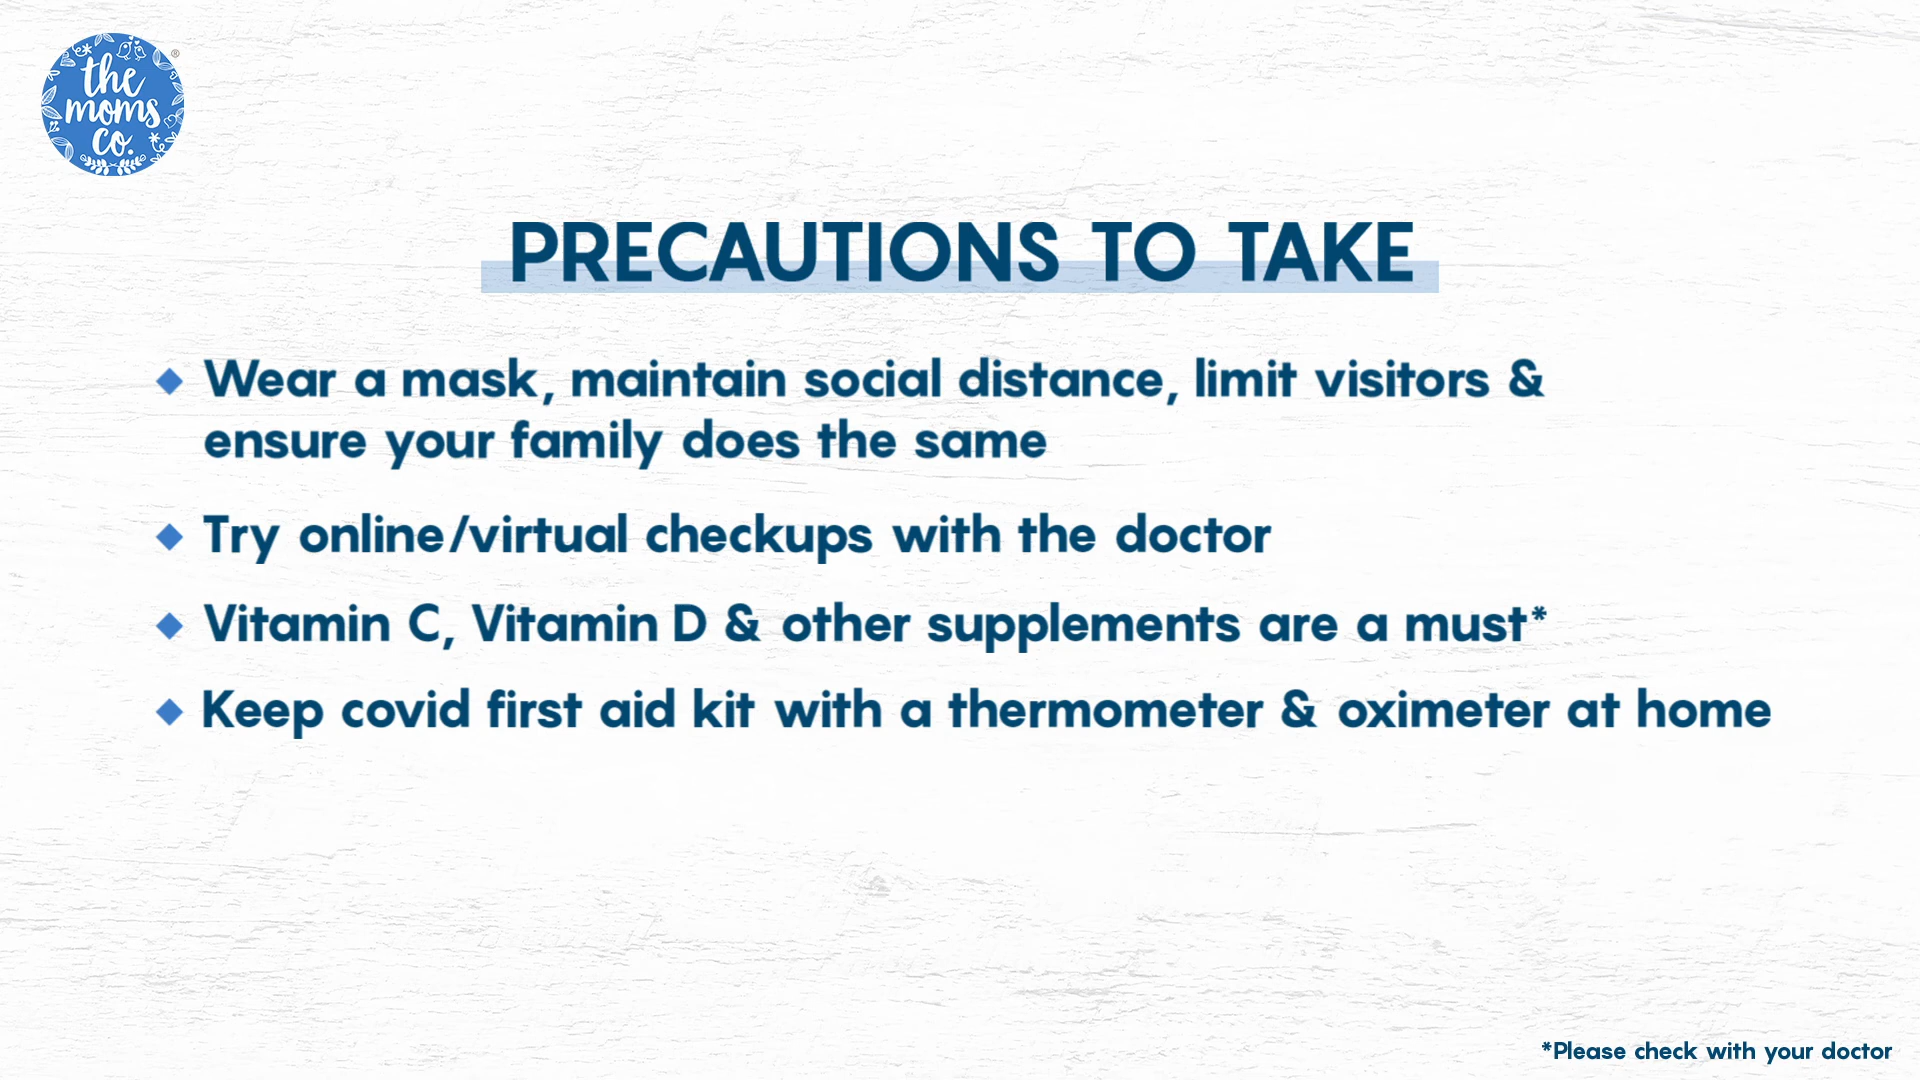 the
moms
co.
®
PRECAUTIONS TO TAKE
Wear a mask, maintain social distance, limit visitors &
ensure your family does the same
Try online/virtual checkups with the doctor
Vitamin C, Vitamin D & other supplements are a must*
Keep covid first aid kit with a thermometer & oximeter at home
*Please check with your doctor